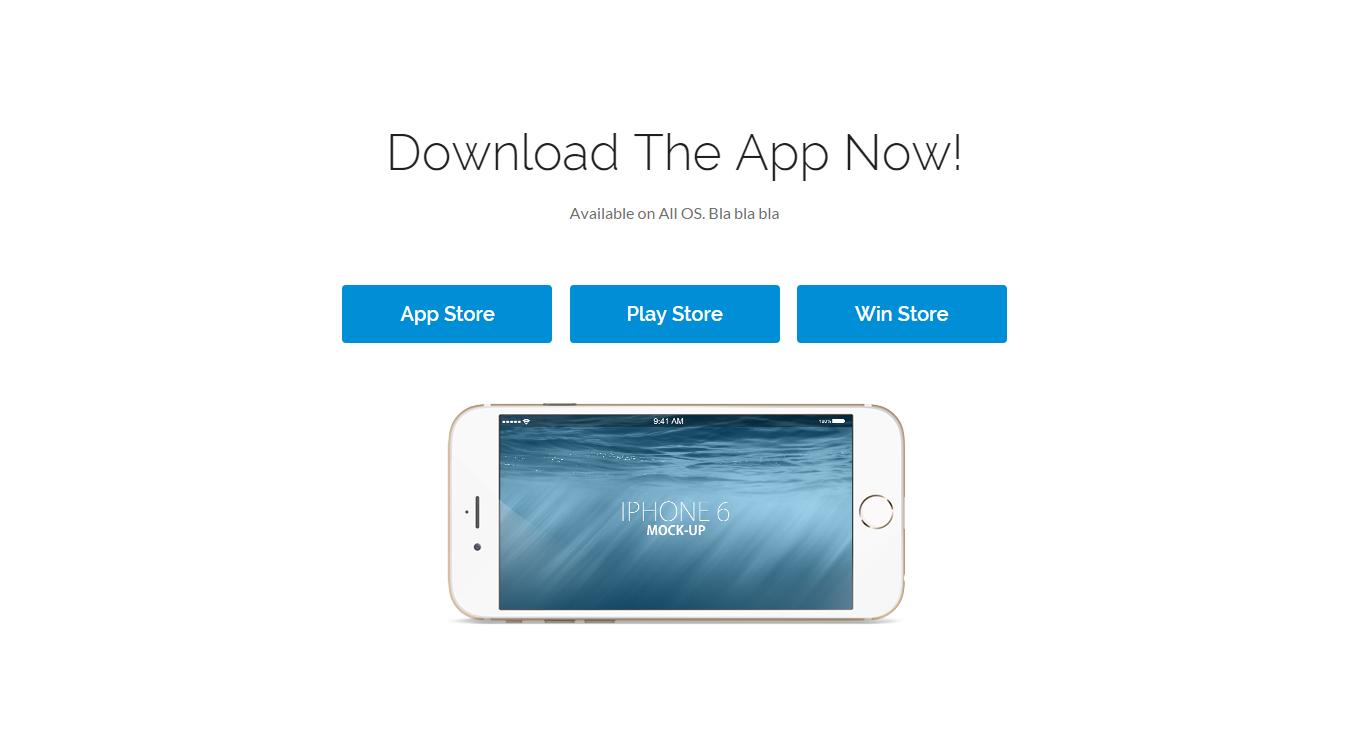 Download The App Now!
Available on All OS. Bla bla bla
App Store
Play Store
Win Store
9:41 AM
100%
IPHONE 6
MOCK-UP